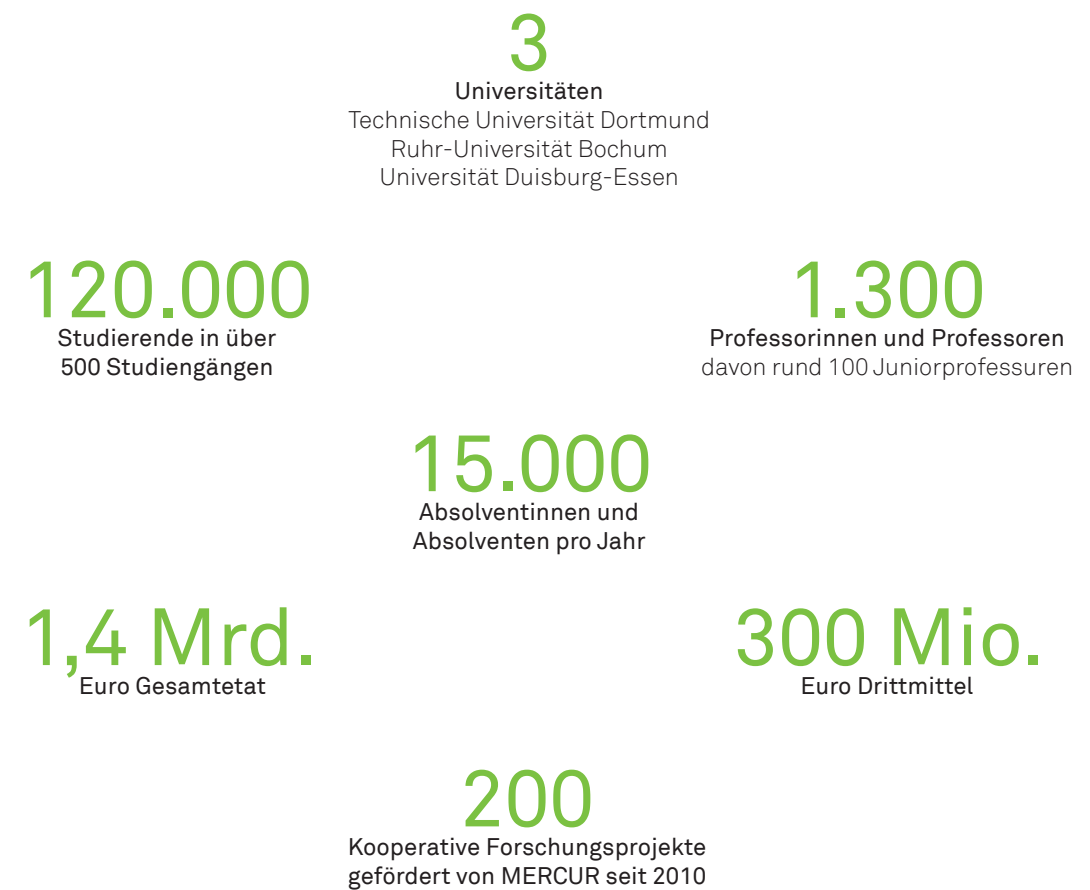 3
Universitäten
Technische Universität Dortmund
Ruhr-Universität Bochum
Universität Duisburg-Essen
120.000
Studierende in über
500 Studiengängen
1.300
Professorinnen und Professoren
davon rund 100 Juniorprofessuren
15.000
Absolventinnen und
Absolventen pro Jahr
1,4 Mrd.
Euro Gesamtetat
300 Mio.
Euro Drittmittel
200
Kooperative Forschungsprojekte
gefördert von MERCUR seit 2010